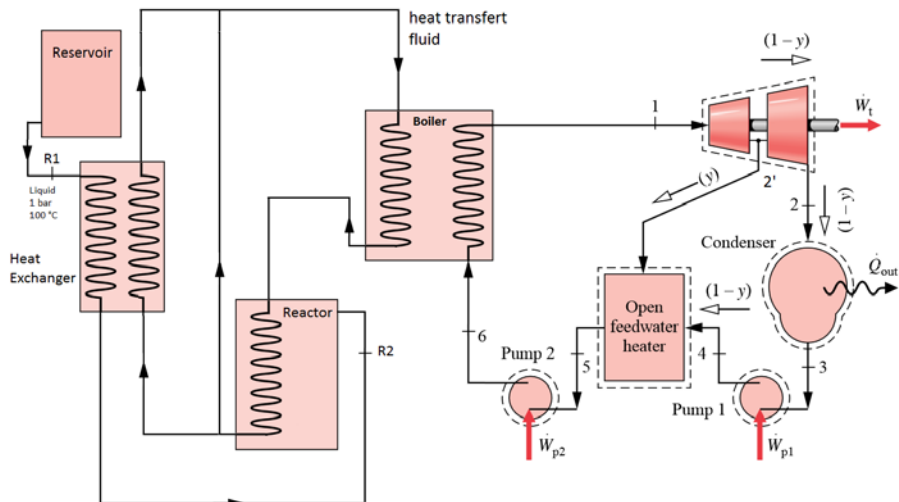 heat transfert
fluid
Reservoir
R1
Liquid
1 bar
100 °C
Heat
Exchanger
Reactor
R2
Boiler
1
(1 – y)
Ẇt
(y)
2'
2
(1 – y)
Condenser
Q̇out
(1 – y)
Open
feedwater
heater
6
Pump 2
5
4
3
Pump 1
Ẇp2
Ẇp1